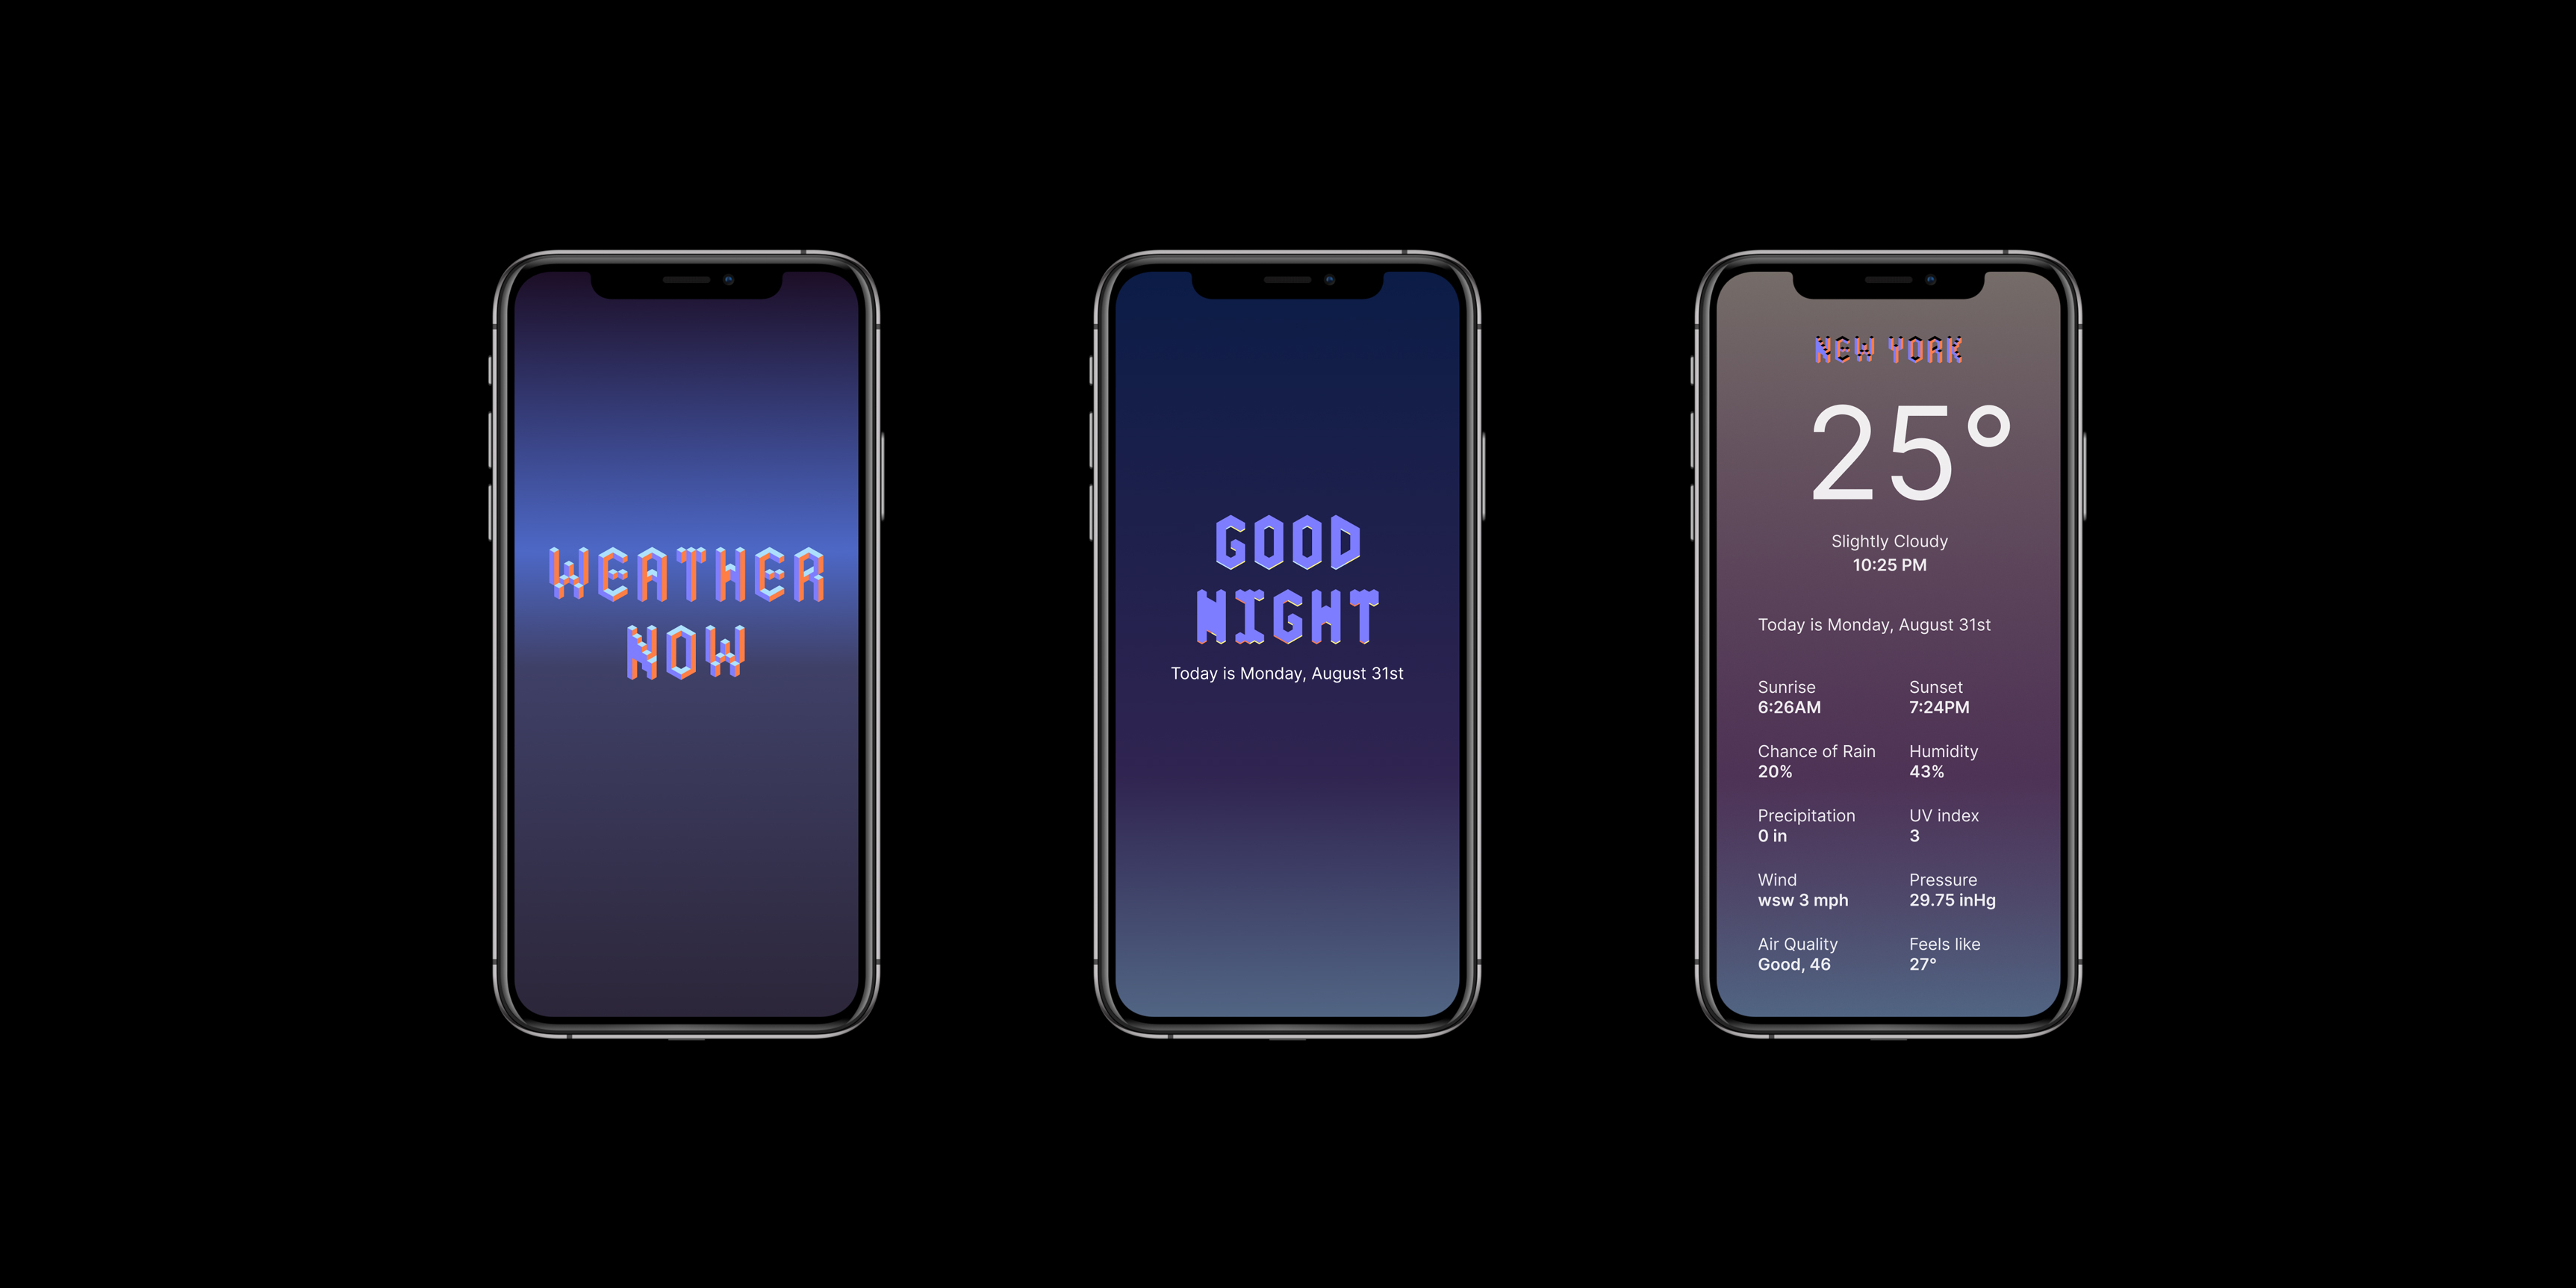 WEATHER
NOW
GOOD
NIGHT
Today is Monday, August 31st
NEW YORK
25°
Slightly Cloudy
10:25 PM
Today is Monday, August 31st
Sunrise
6:26AM
Sunset
7:24PM
Chance of Rain
20%
Humidity
43%
Precipitation
0 in
UV index
3
Wind
wsw 3 mph
Pressure
29.75 inHg
Air Quality
Good, 46
Feels like
27°